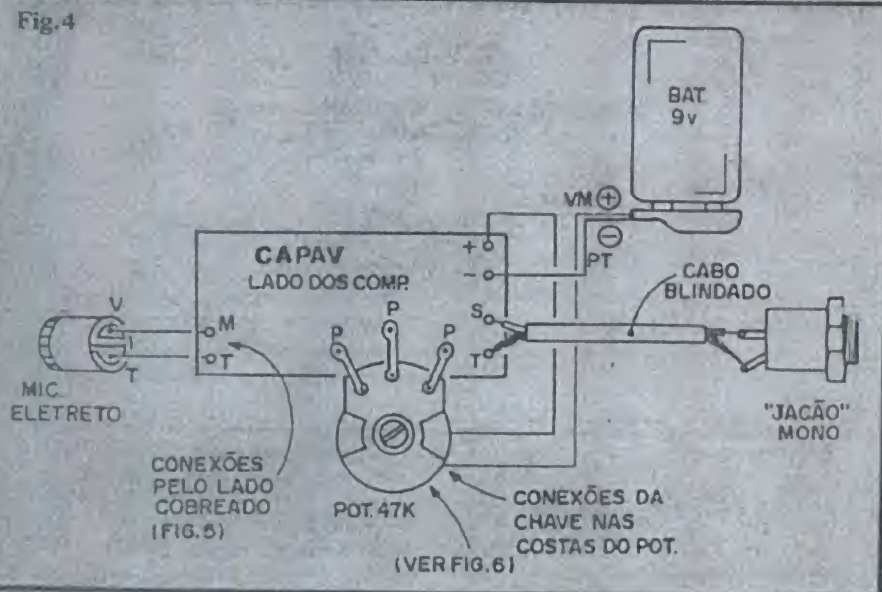 Fig.4
BAT.
9v
VM +
-
PT
CAPAV
LADO DOS COMP.
+
-
S
T
CABO
BLINDADO
V
+
-
T
M
T
P
P
P
MIC.
ELETRETO
"JACÃO"
MONO
CONEXÕES
PELO LADO
COBREADO
(FIG.5)
POT. 47K
CONEXÕES DA
CHAVE NAS
COSTAS DO POT.
(VER FIG.6)